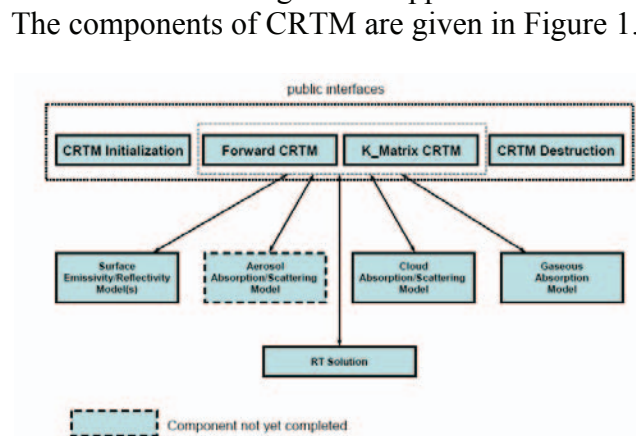 The components of CRTM are given in Figure 1.
public interfaces
CRTM Initialization
Forward CRTM
K_Matrix CRTM
CRTM Destruction
Surface
Emissivity/Reflectivity
Model(s)
Aerosol
Absorption/Scattering
Model
Cloud
Absorption/Scattering
Model
Gaseous
Absorption
Model
RT Solution
Component not yet completed